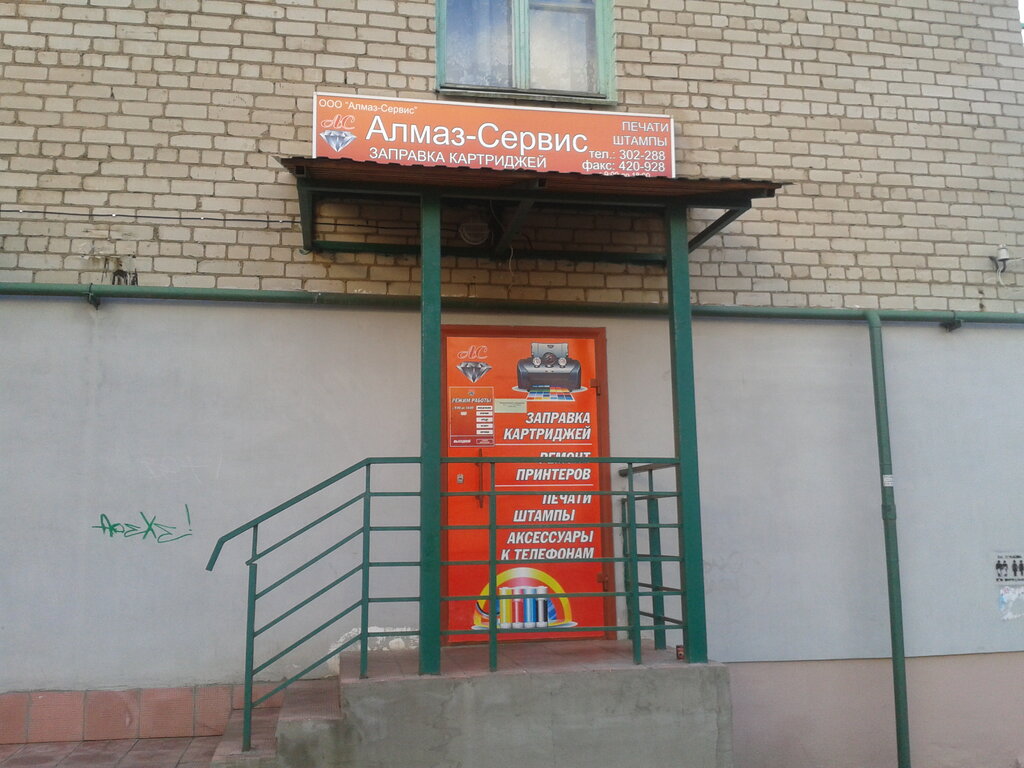 ООО "Алмаз-Сервис"
АС
Алмаз-Сервис
ЗАПРАВКА КАРТРИДЖЕЙ
ПЕЧАТИ
ШТАМПЫ
тел.: 302-288
факс: 420-928
АС
РЕЖИМ РАБОТЫ
ЗАПРАВКА
КАРТРИДЖЕЙ
РЕМОНТ
ПРИНТЕРОВ
ПЕЧАТИ
ШТАМПЫ
АКСЕССУАРЫ
К ТЕЛЕФОНАМ